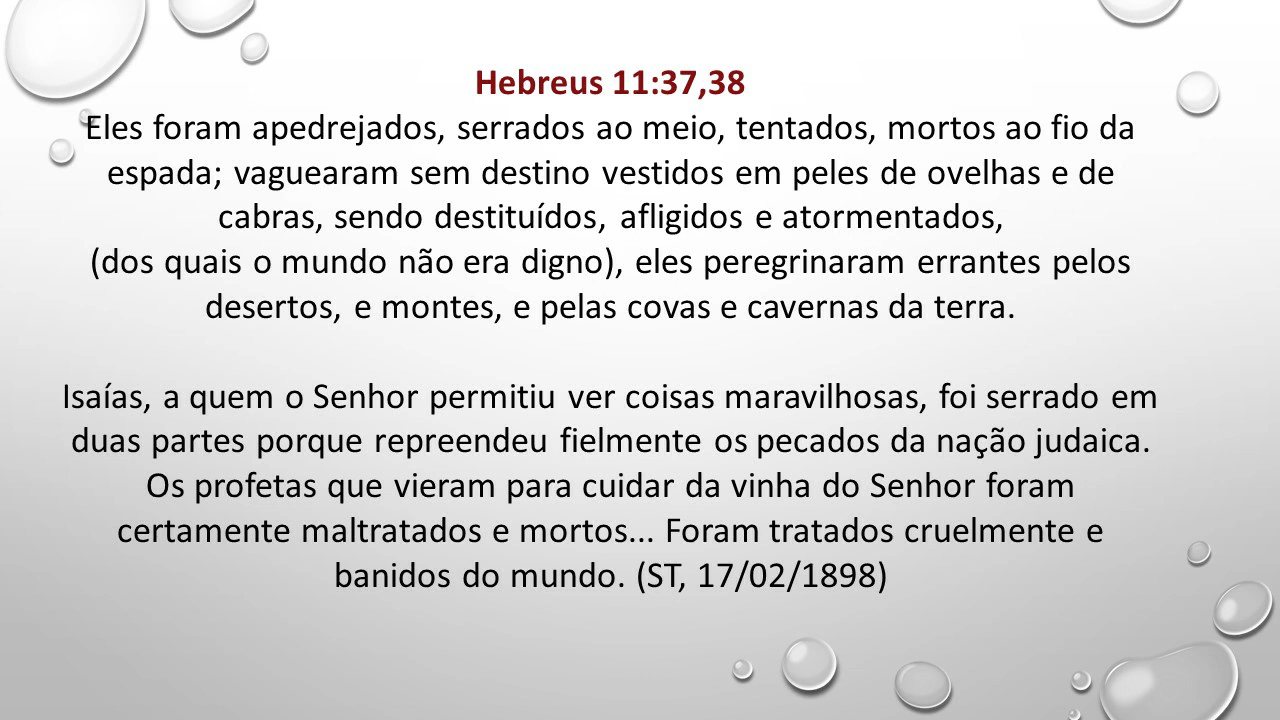 Hebreus 11:37,38
Eles foram apedrejados, serrados ao meio, tentados, mortos ao fio da
espada; vaguearam sem destino vestidos em peles de ovelhas e de
cabras, sendo destituídos, afligidos e atormentados,
(dos quais o mundo não era digno), eles peregrinaram errantes pelos
desertos, e montes, e pelas covas e cavernas da terra.
Isaías, a quem o Senhor permitiu ver coisas maravilhosas, foi serrado em
duas partes porque repreendeu fielmente os pecados da nação judaica.
Os profetas que vieram para cuidar da vinha do Senhor foram
certamente maltratados e mortos... Foram tratados cruelmente e
banidos do mundo. (ST, 17/02/1898)